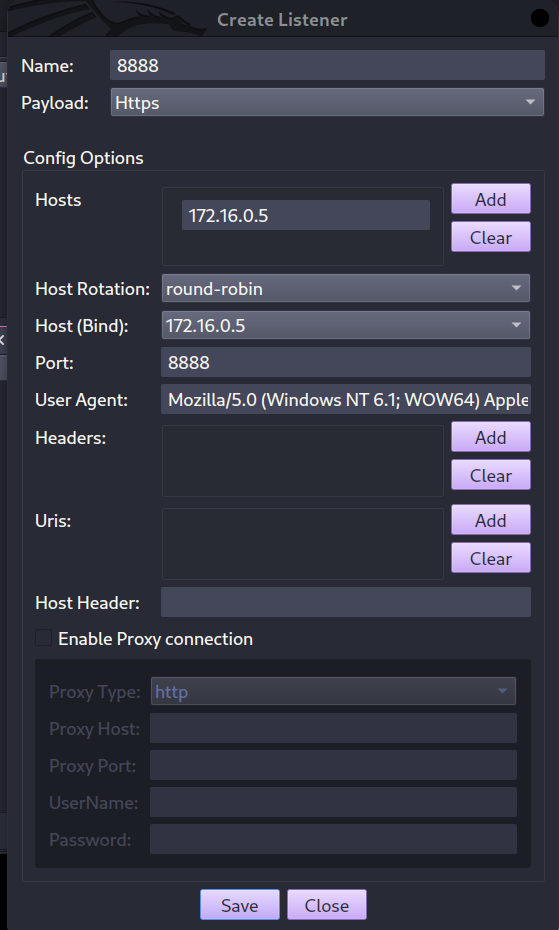 Create Listener
Name: 8888
Payload: Https
Config Options
Hosts
172.16.0.5
Add
Clear
Host Rotation: round-robin
Host (Bind): 172.16.0.5
Port: 8888
User Agent: Mozilla/5.0 (Windows NT 6.1; WOW64) Apple
Headers:
Add
Clear
Uris:
Add
Clear
Host Header:
Enable Proxy connection
Proxy Type: http
Proxy Host:
Proxy Port:
UserName:
Password:
Save Close